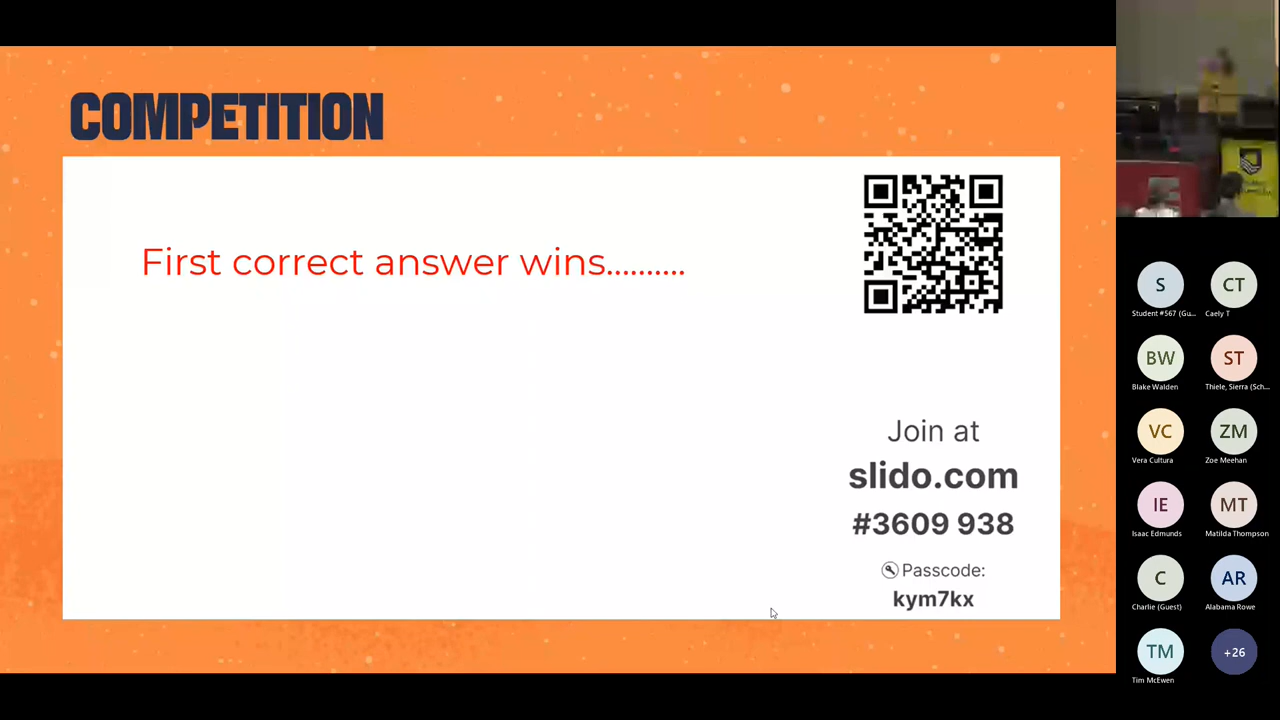 COMPETITION
First correct answer wins..........
Join at
slido.com
#3609 938
Passcode:
kym7kx
S
CT
Student #567 (Gu...
Caely T
BW
ST
Blake Walden
Thiele, Sierra (Sch...
VC
ZM
Vera Cultura
Zoe Meehan
IE
MT
Isaac Edmunds
Matilda Thompson
C
AR
Charlie (Guest)
Alabama Rowe
TM
+26
Tim McEwen